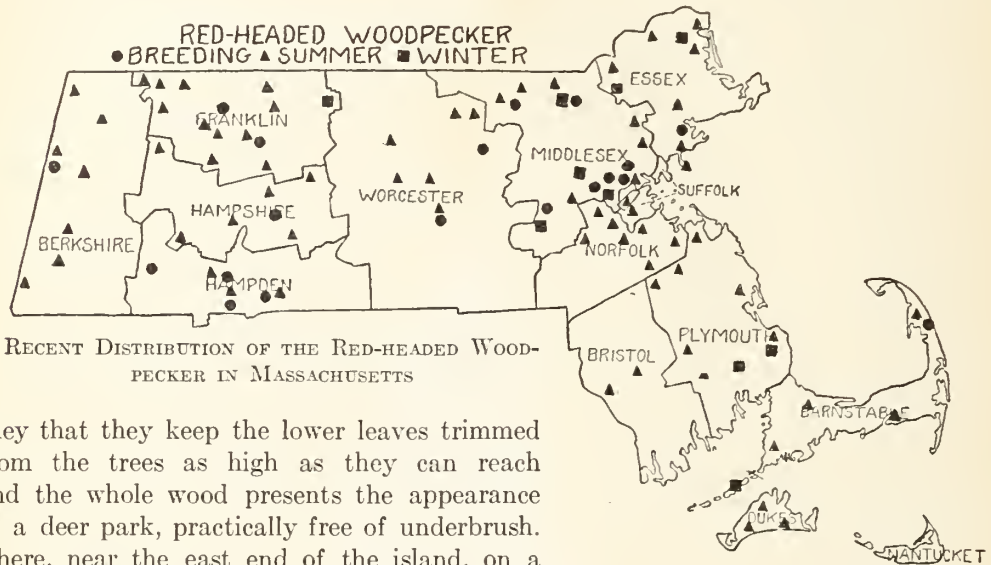 RED-HEADED WOODPECKER
BREEDING SUMMER WINTER
ESSEX
FRANKLIN
MIDDLESEX
WORCESTER
SUFFOLK
HAMPSHIRE
BERKSHIRE
NORFOLK
HAMPDEN
PLYMOUTH
BRISTOL
BARNSTABLE
DUKES
NANTUCKET
RECENT DISTRIBUTION OF THE RED-HEADED WOOD-
PECKER IN MASSACHUSETTS
ey that they keep the lower leaves trimmed
om the trees as high as they can reach
nd the whole wood presents the appearance
a deer park, practically free of underbrush.
here, near the east end of the island, on a